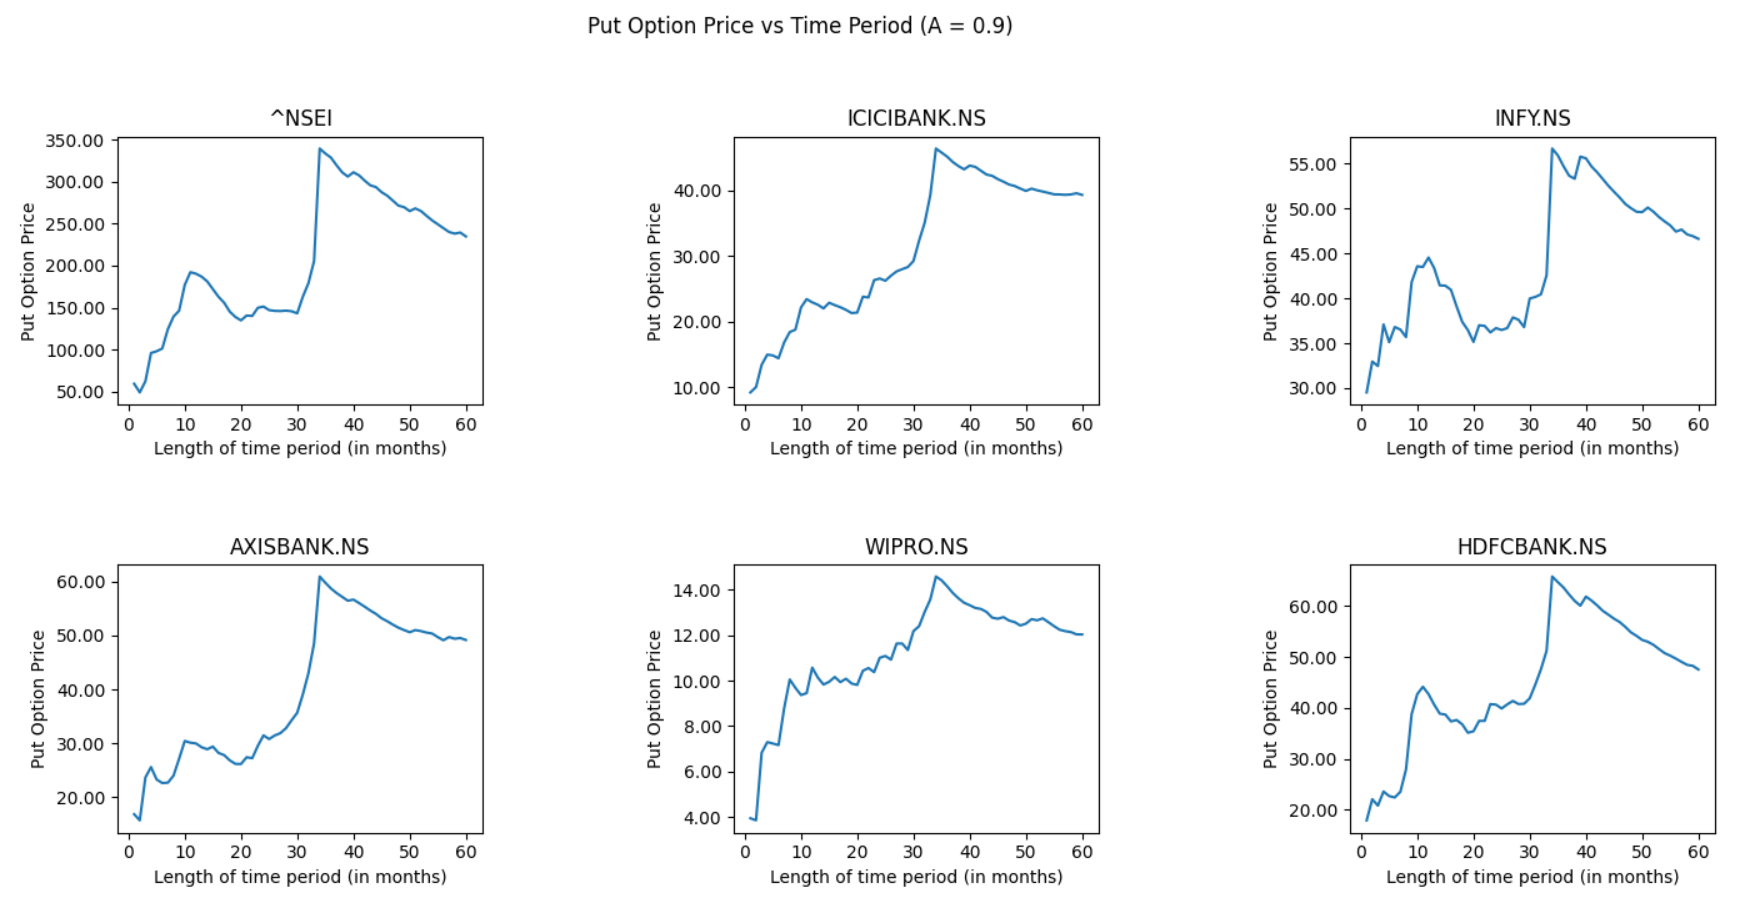 Put Option Price vs Time Period (A = 0.9)
^NSEI
350.00
300.00
250.00
200.00
150.00
100.00
50.00
Put Option Price
0 10 20 30 40 50 60
Length of time period (in months)
ICICIBANK.NS
40.00
30.00
20.00
10.00
Put Option Price
0 10 20 30 40 50 60
Length of time period (in months)
INFY.NS
55.00
50.00
45.00
40.00
35.00
30.00
Put Option Price
0 10 20 30 40 50 60
Length of time period (in months)
AXISBANK.NS
60.00
50.00
40.00
30.00
20.00
Put Option Price
0 10 20 30 40 50 60
Length of time period (in months)
WIPRO.NS
14.00
12.00
10.00
8.00
6.00
4.00
Put Option Price
0 10 20 30 40 50 60
Length of time period (in months)
HDFCBANK.NS
60.00
50.00
40.00
30.00
20.00
Put Option Price
0 10 20 30 40 50 60
Length of time period (in months)